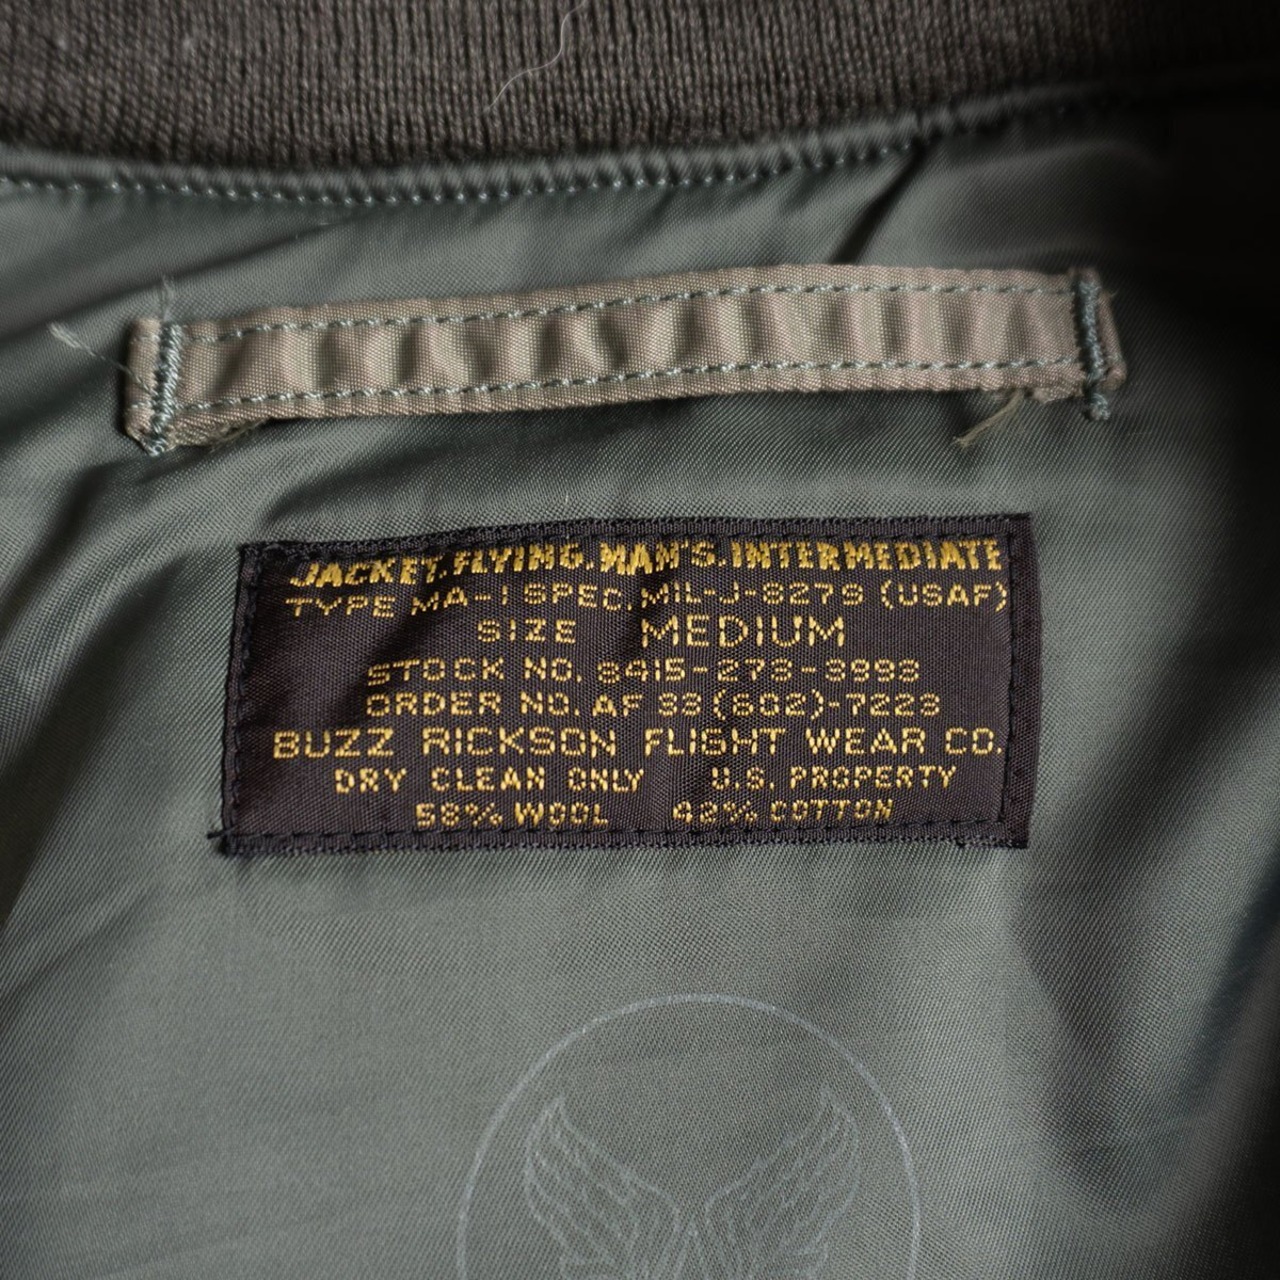 JACKET, FLYING, MAN'S, INTERMEDIATE
TYPE MA-1 SPEC. MIL-J-8279 (USAF)
SIZE MEDIUM
STOCK NO. 8415-273-3993
ORDER NO. AF 33(602)-7223
BUZZ RICKSON FLIGHT WEAR CO.
DRY CLEAN ONLY U.S. PROPERTY
58% WOOL 42% COTTON